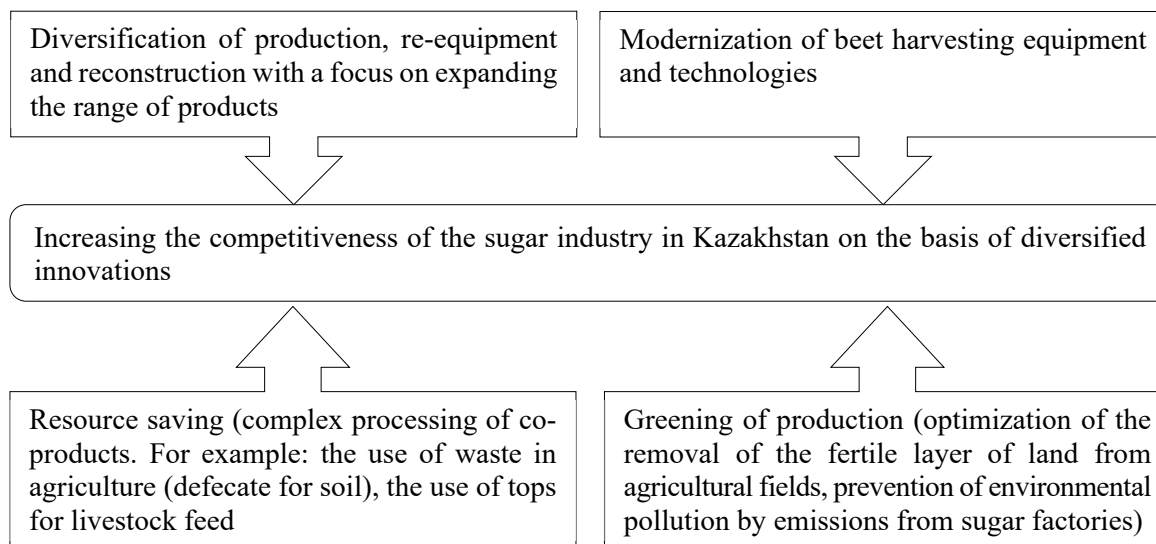 Diversification of production, re-equipment
and reconstruction with a focus on expanding
the range of products
Modernization of beet harvesting equipment
and technologies
Increasing the competitiveness of the sugar industry in Kazakhstan on the basis of diversified
innovations
Resource saving (complex processing of co-
products. For example: the use of waste in
agriculture (defecate for soil), the use of tops
for livestock feed
Greening of production (optimization of the
removal of the fertile layer of land from
agricultural fields, prevention of environmental
pollution by emissions from sugar factories)